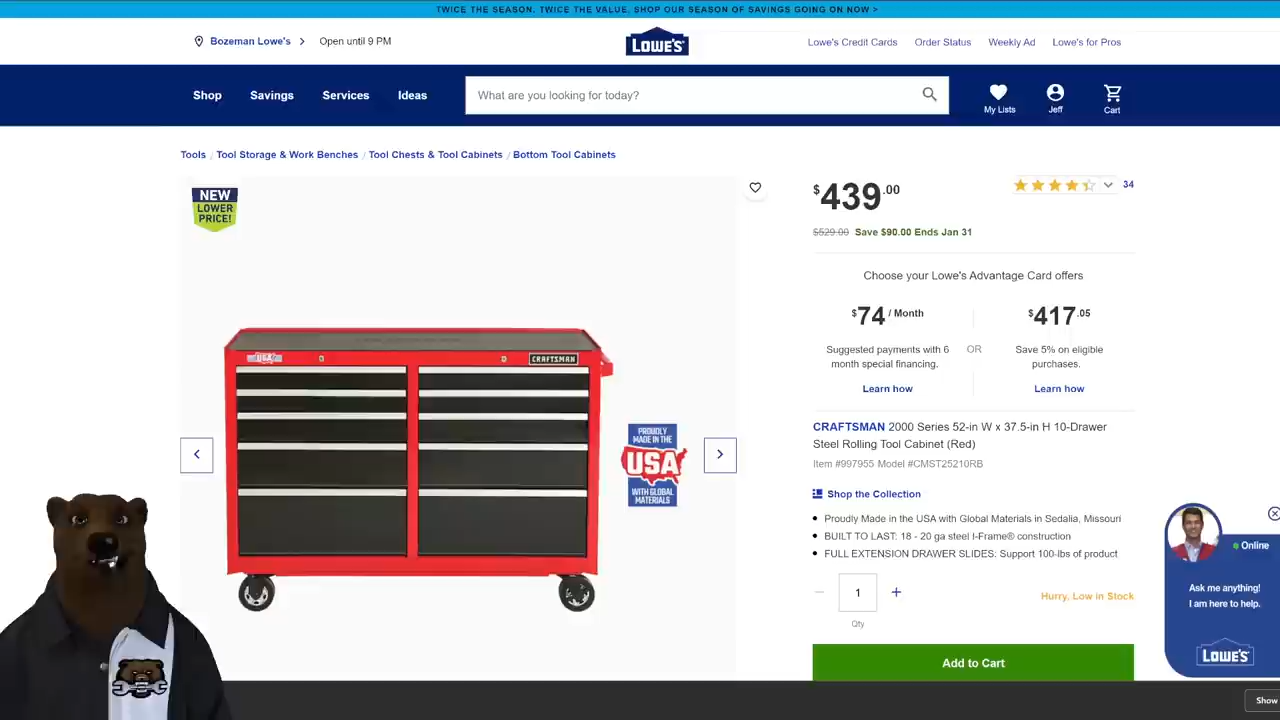 TWICE THE SEASON. TWICE THE VALUE. SHOP OUR SEASON OF SAVINGS GOING ON NOW >
Bozeman Lowe's > Open until 9 PM
LOWE'S
Lowe's Credit Cards Order Status Weekly Ad Lowe's for Pros
Shop Savings Services Ideas
What are you looking for today?
My Lists Jeff Cart
Tools / Tool Storage & Work Benches / Tool Chests & Tool Cabinets / Bottom Tool Cabinets
NEW
LOWER
PRICE!
$439.00
34
$529.00 Save $90.00 Ends Jan 31
Choose your Lowe's Advantage Card offers
$74 / Month
Suggested payments with 6
month special financing.
Learn how
OR
$417.05
Save 5% on eligible
purchases.
Learn how
USA
CRAFTSMAN
PROUDLY
MADE IN THE
USA
WITH GLOBAL
MATERIALS
CRAFTSMAN 2000 Series 52-in W x 37.5-in H 10-Drawer
Steel Rolling Tool Cabinet (Red)
Item #997955 Model #CMST25210RB
Shop the Collection
Proudly Made in the USA with Global Materials in Sedalia, Missouri
BUILT TO LAST: 18 - 20 ga steel I-Frame® construction
FULL EXTENSION DRAWER SLIDES: Support 100-lbs of product
1
Qty
Hurry, Low in Stock
Add to Cart
Online
Ask me anything!
I am here to help.
LOWE'S
Show